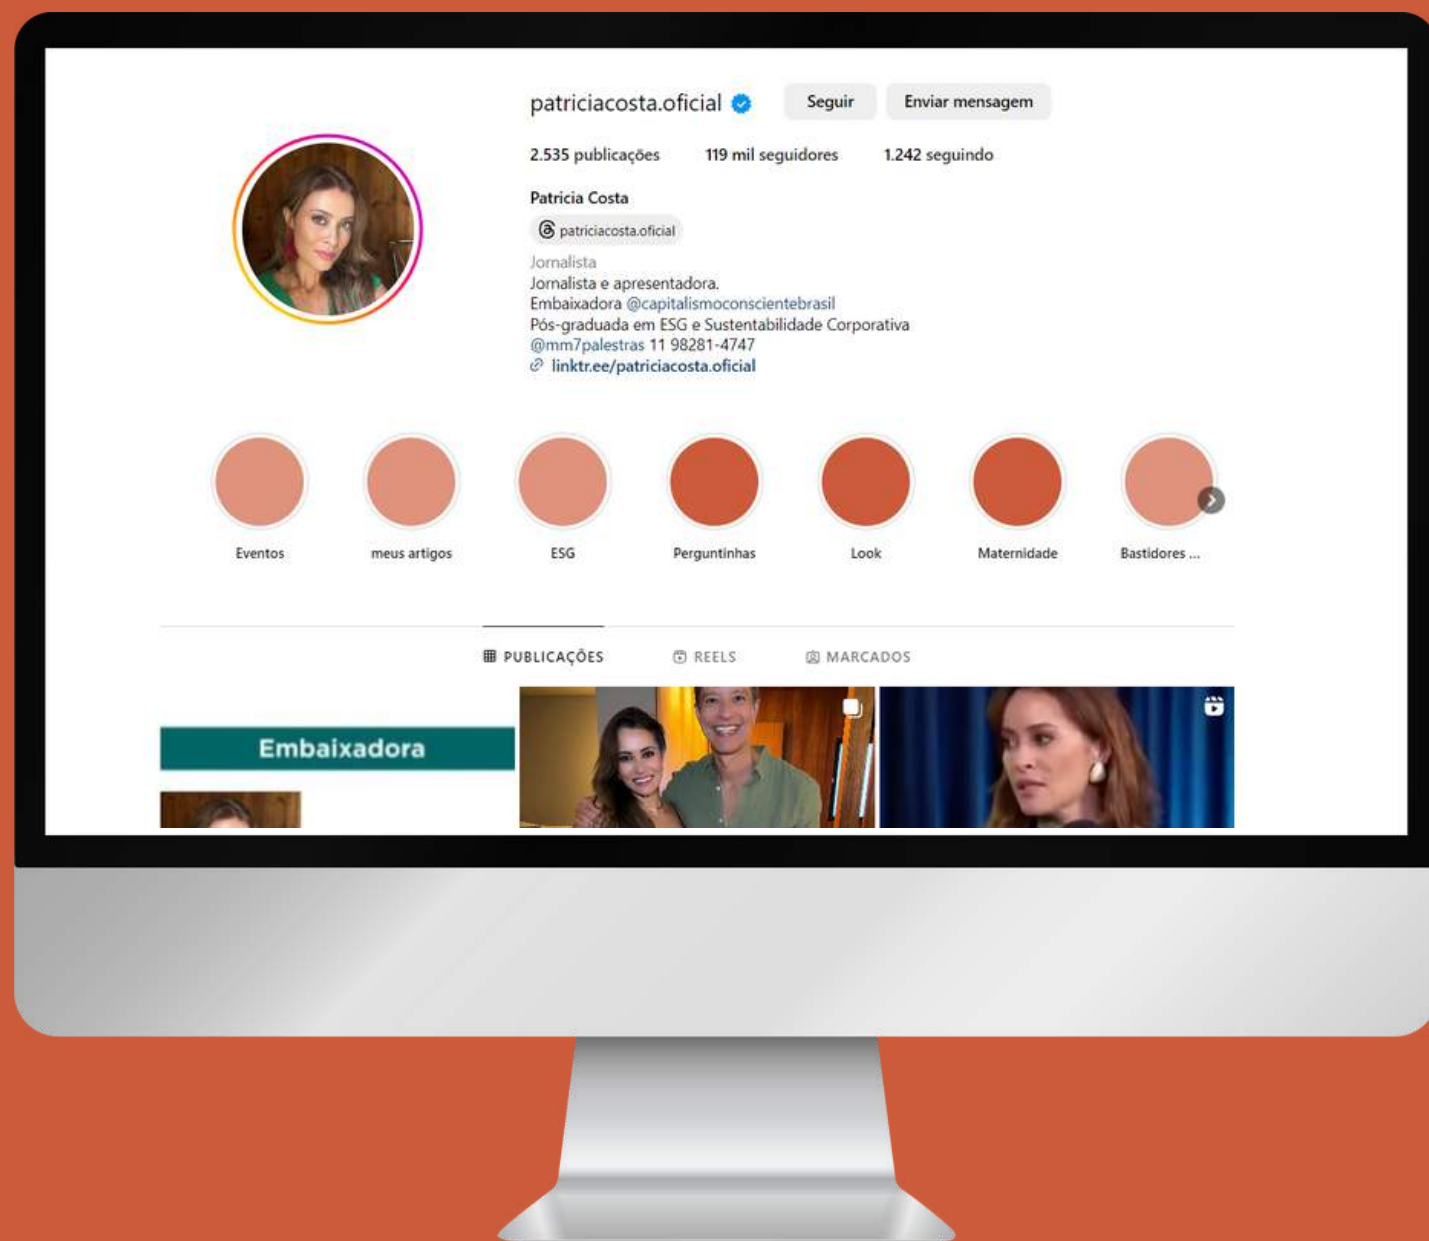 patriciacosta.oficial Seguir Enviar mensagem
2.535 publicações 119 mil seguidores 1.242 seguindo
Patricia Costa
patriciacosta.oficial
Jornalista
Jornalista e apresentadora.
Embaixadora @capitalismoconscientebrasil
Pós-graduada em ESG e Sustentabilidade Corporativa
@mm7palestras 11 98281-4747
linktr.ee/patriciacosta.oficial
Eventos meus artigos ESG Perguntinhas Look Maternidade Bastidores ...
PUBLICAÇÕES REELS MARCADOS
Embaixadora